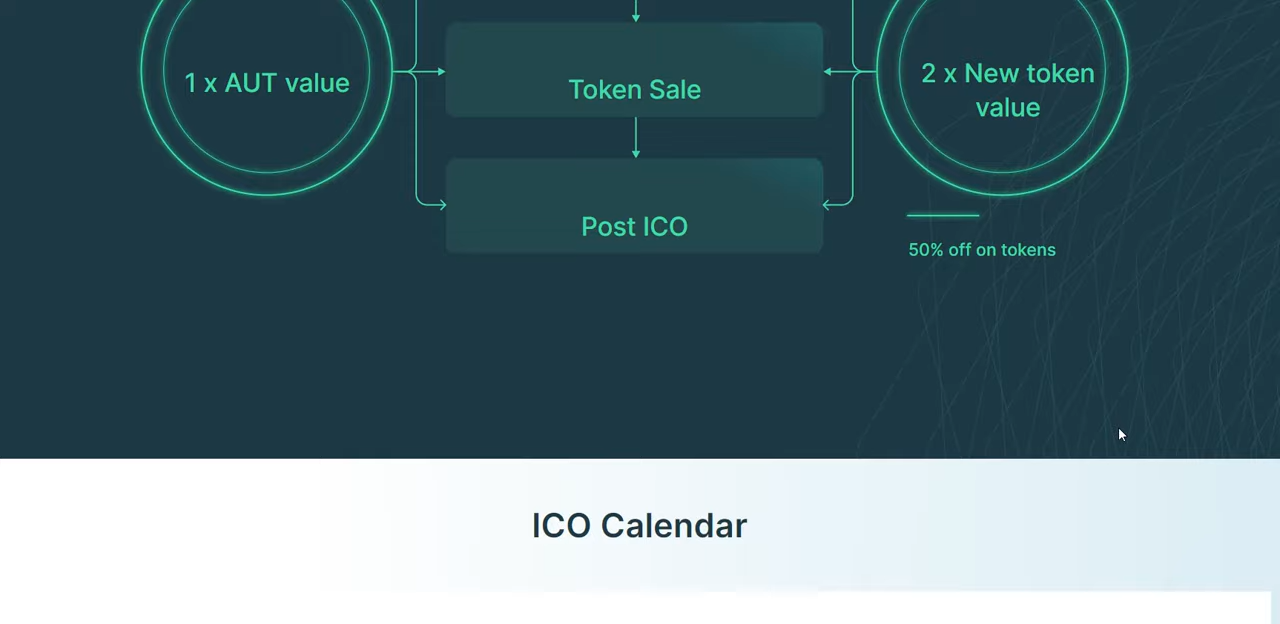 1 x AUT value
Token Sale
2 x New token
value
Post ICO
50% off on tokens
ICO Calendar